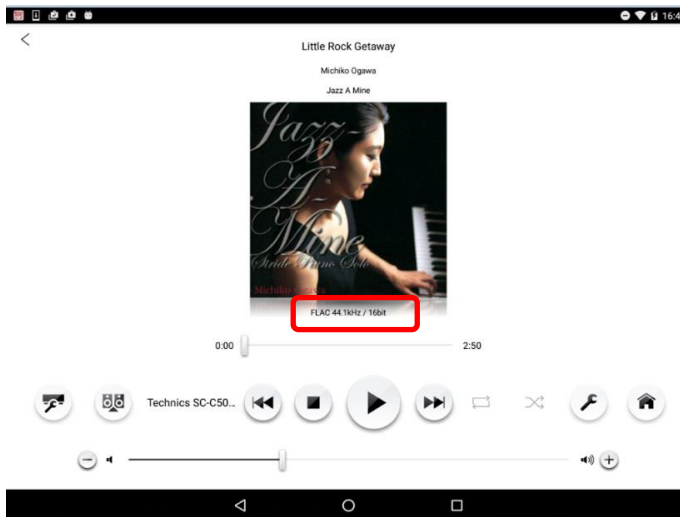 16:4
Little Rock Getaway
Michiko Ogawa
Jazz A Mine
Jazz-
A-
Mine
Stride Piano Solo
Michiko Ogawa
FLAC 44.1kHz / 16bit
0:00 2:50
Technics SC-C50...